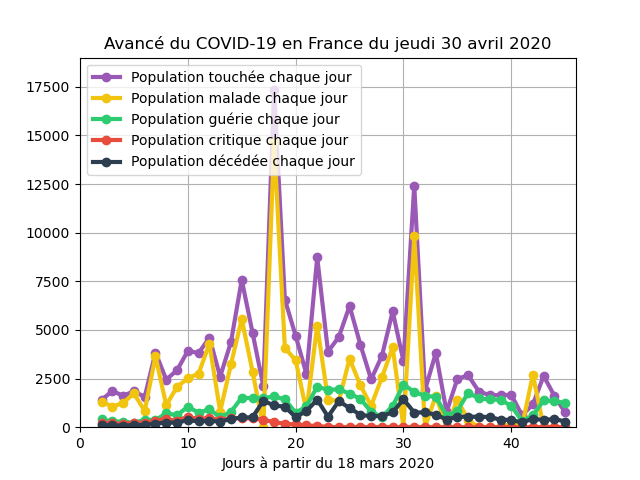 Avancé du COVID-19 en France du jeudi 30 avril 2020
Population touchée chaque jour
Population malade chaque jour
Population guérie chaque jour
Population critique chaque jour
Population décédée chaque jour
17500
15000
12500
10000
7500
5000
2500
0
0 10 20 30 40
Jours à partir du 18 mars 2020